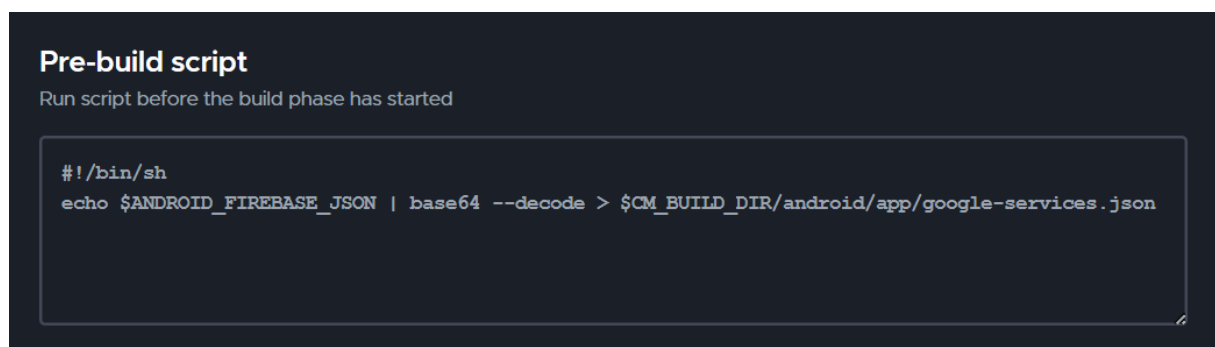 Pre-build script
Run script before the build phase has started
#!/bin/sh
echo $ANDROID_FIREBASE_JSON | base64 --decode > $CM_BUILD_DIR/android/app/google-services.json